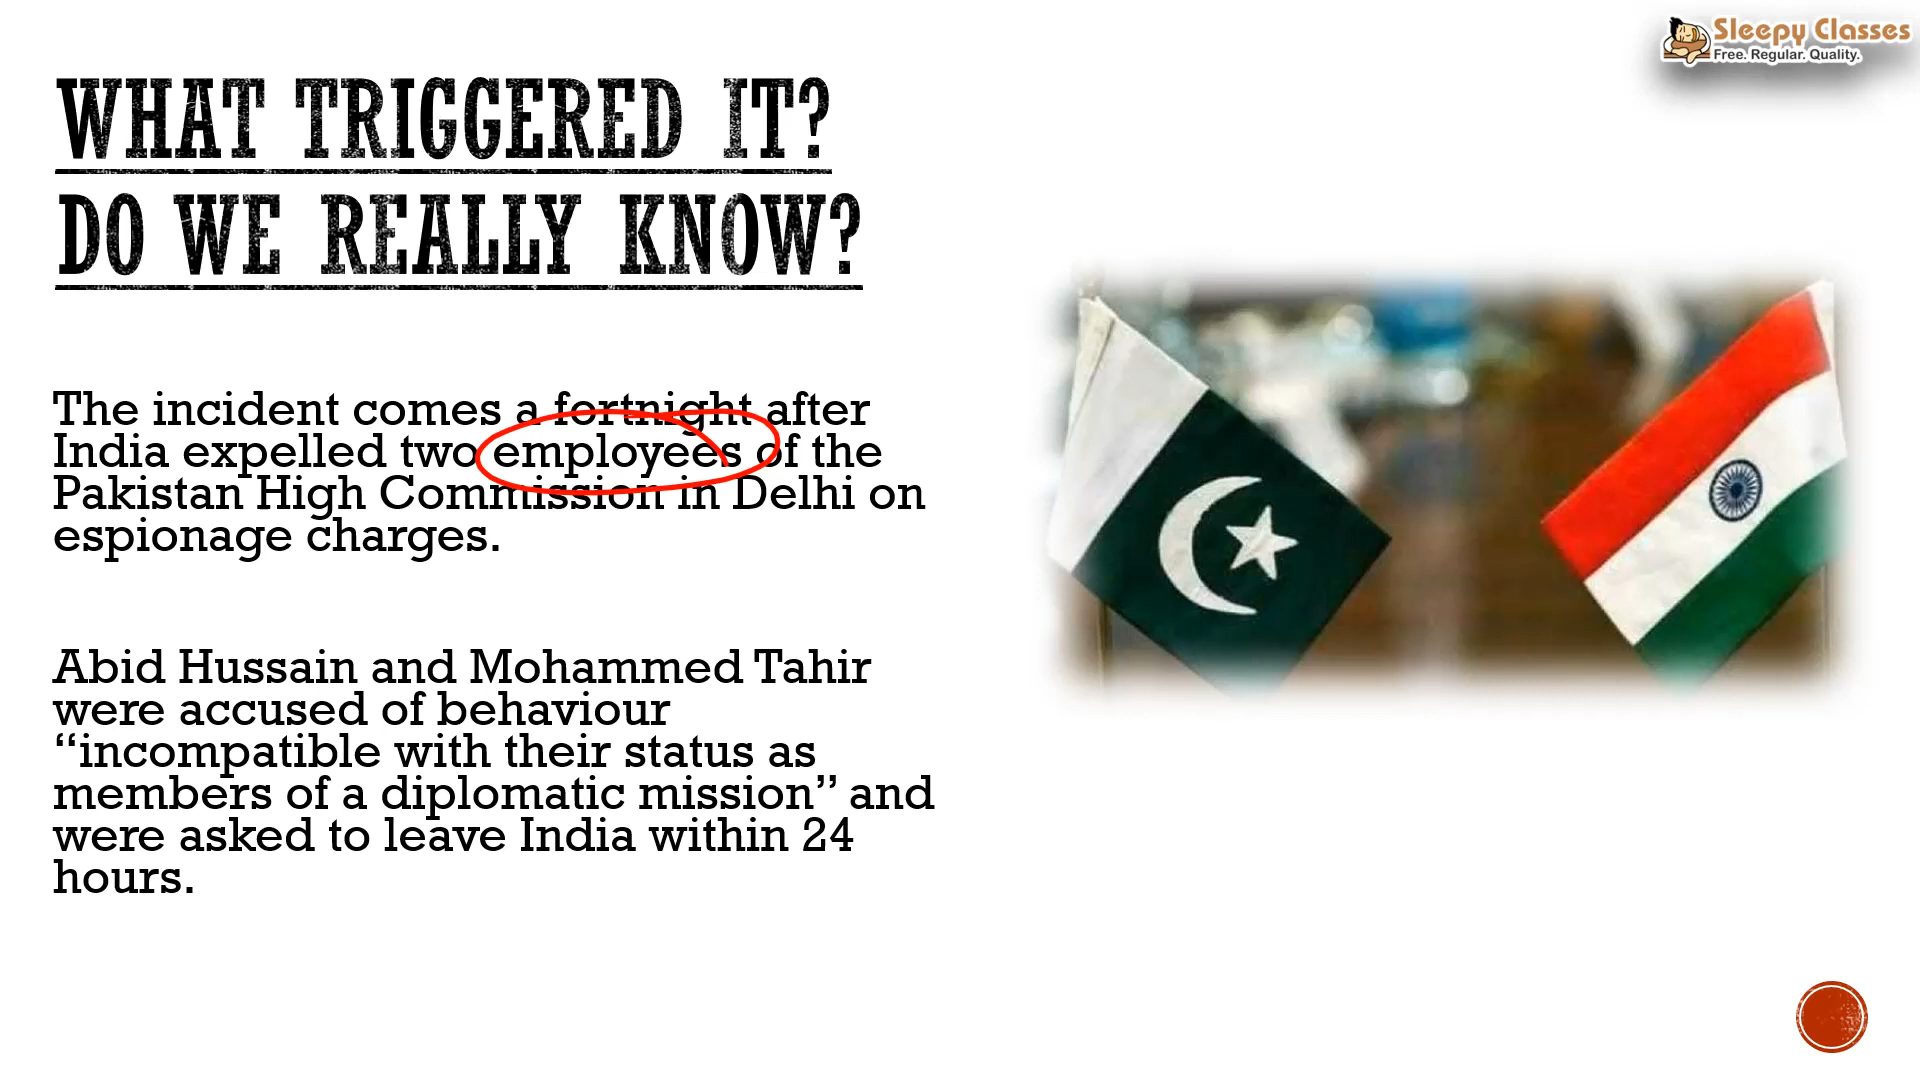 Sleepy Classes
Free. Regular. Quality.
WHAT TRIGGERED IT?
DO WE REALLY KNOW?
The incident comes a fortnight after
India expelled two employees of the
Pakistan High Commission in Delhi on
espionage charges.
Abid Hussain and Mohammed Tahir
were accused of behaviour
“incompatible with their status as
members of a diplomatic mission” and
were asked to leave India within 24
hours.